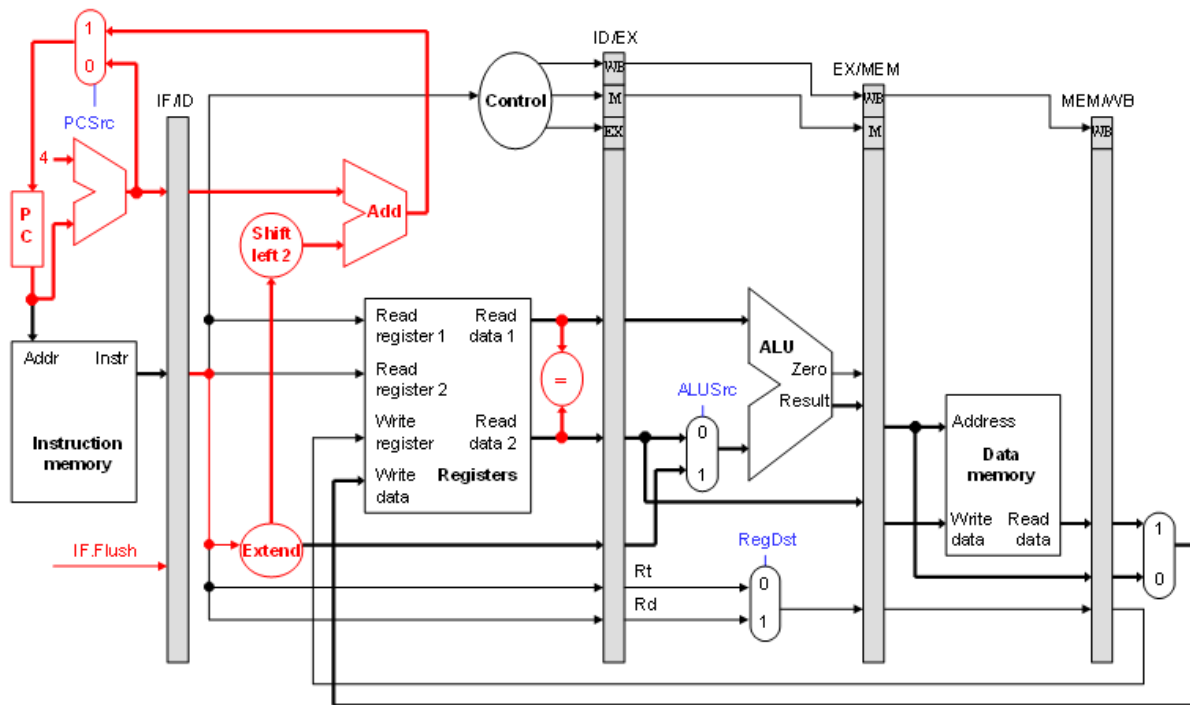 1
0
PCSrc
4
P
C
Addr
Instr
Instruction
memory
IF.Flush
IF/ID
Shift
left 2
Add
Extend
Control
Read
register 1
Read
data 1
Read
register 2
Write
register
Read
data 2
Write
data
Registers
=
ID/EX
WB
M
EX
ALUSrc
0
1
ALU
Zero
Result
Rt
Rd
RegDst
0
1
EX/MEM
WB
M
Address
Data
memory
Write
data
Read
data
MEM/WB
WB
1
0